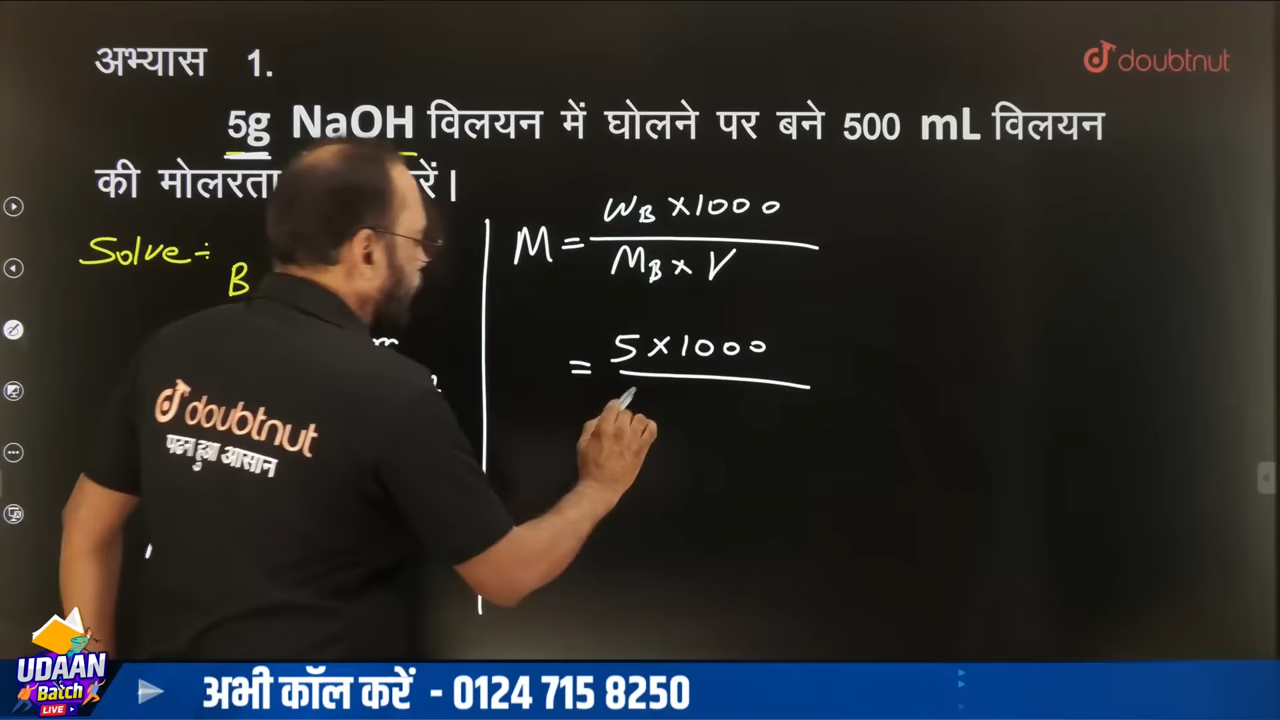 अभ्यास 1.
doubtnut
5g NaOH विलयन में घोलने पर बने 500 mL विलयन
की मोलरता रें।
Solve÷
B
M = W_B × 1000 / M_B × V
= 5 × 1000
doubtnut
पढ़ना हुआ आसान
UDAAN
Batch
LIVE
अभी कॉल करें - 0124 715 8250